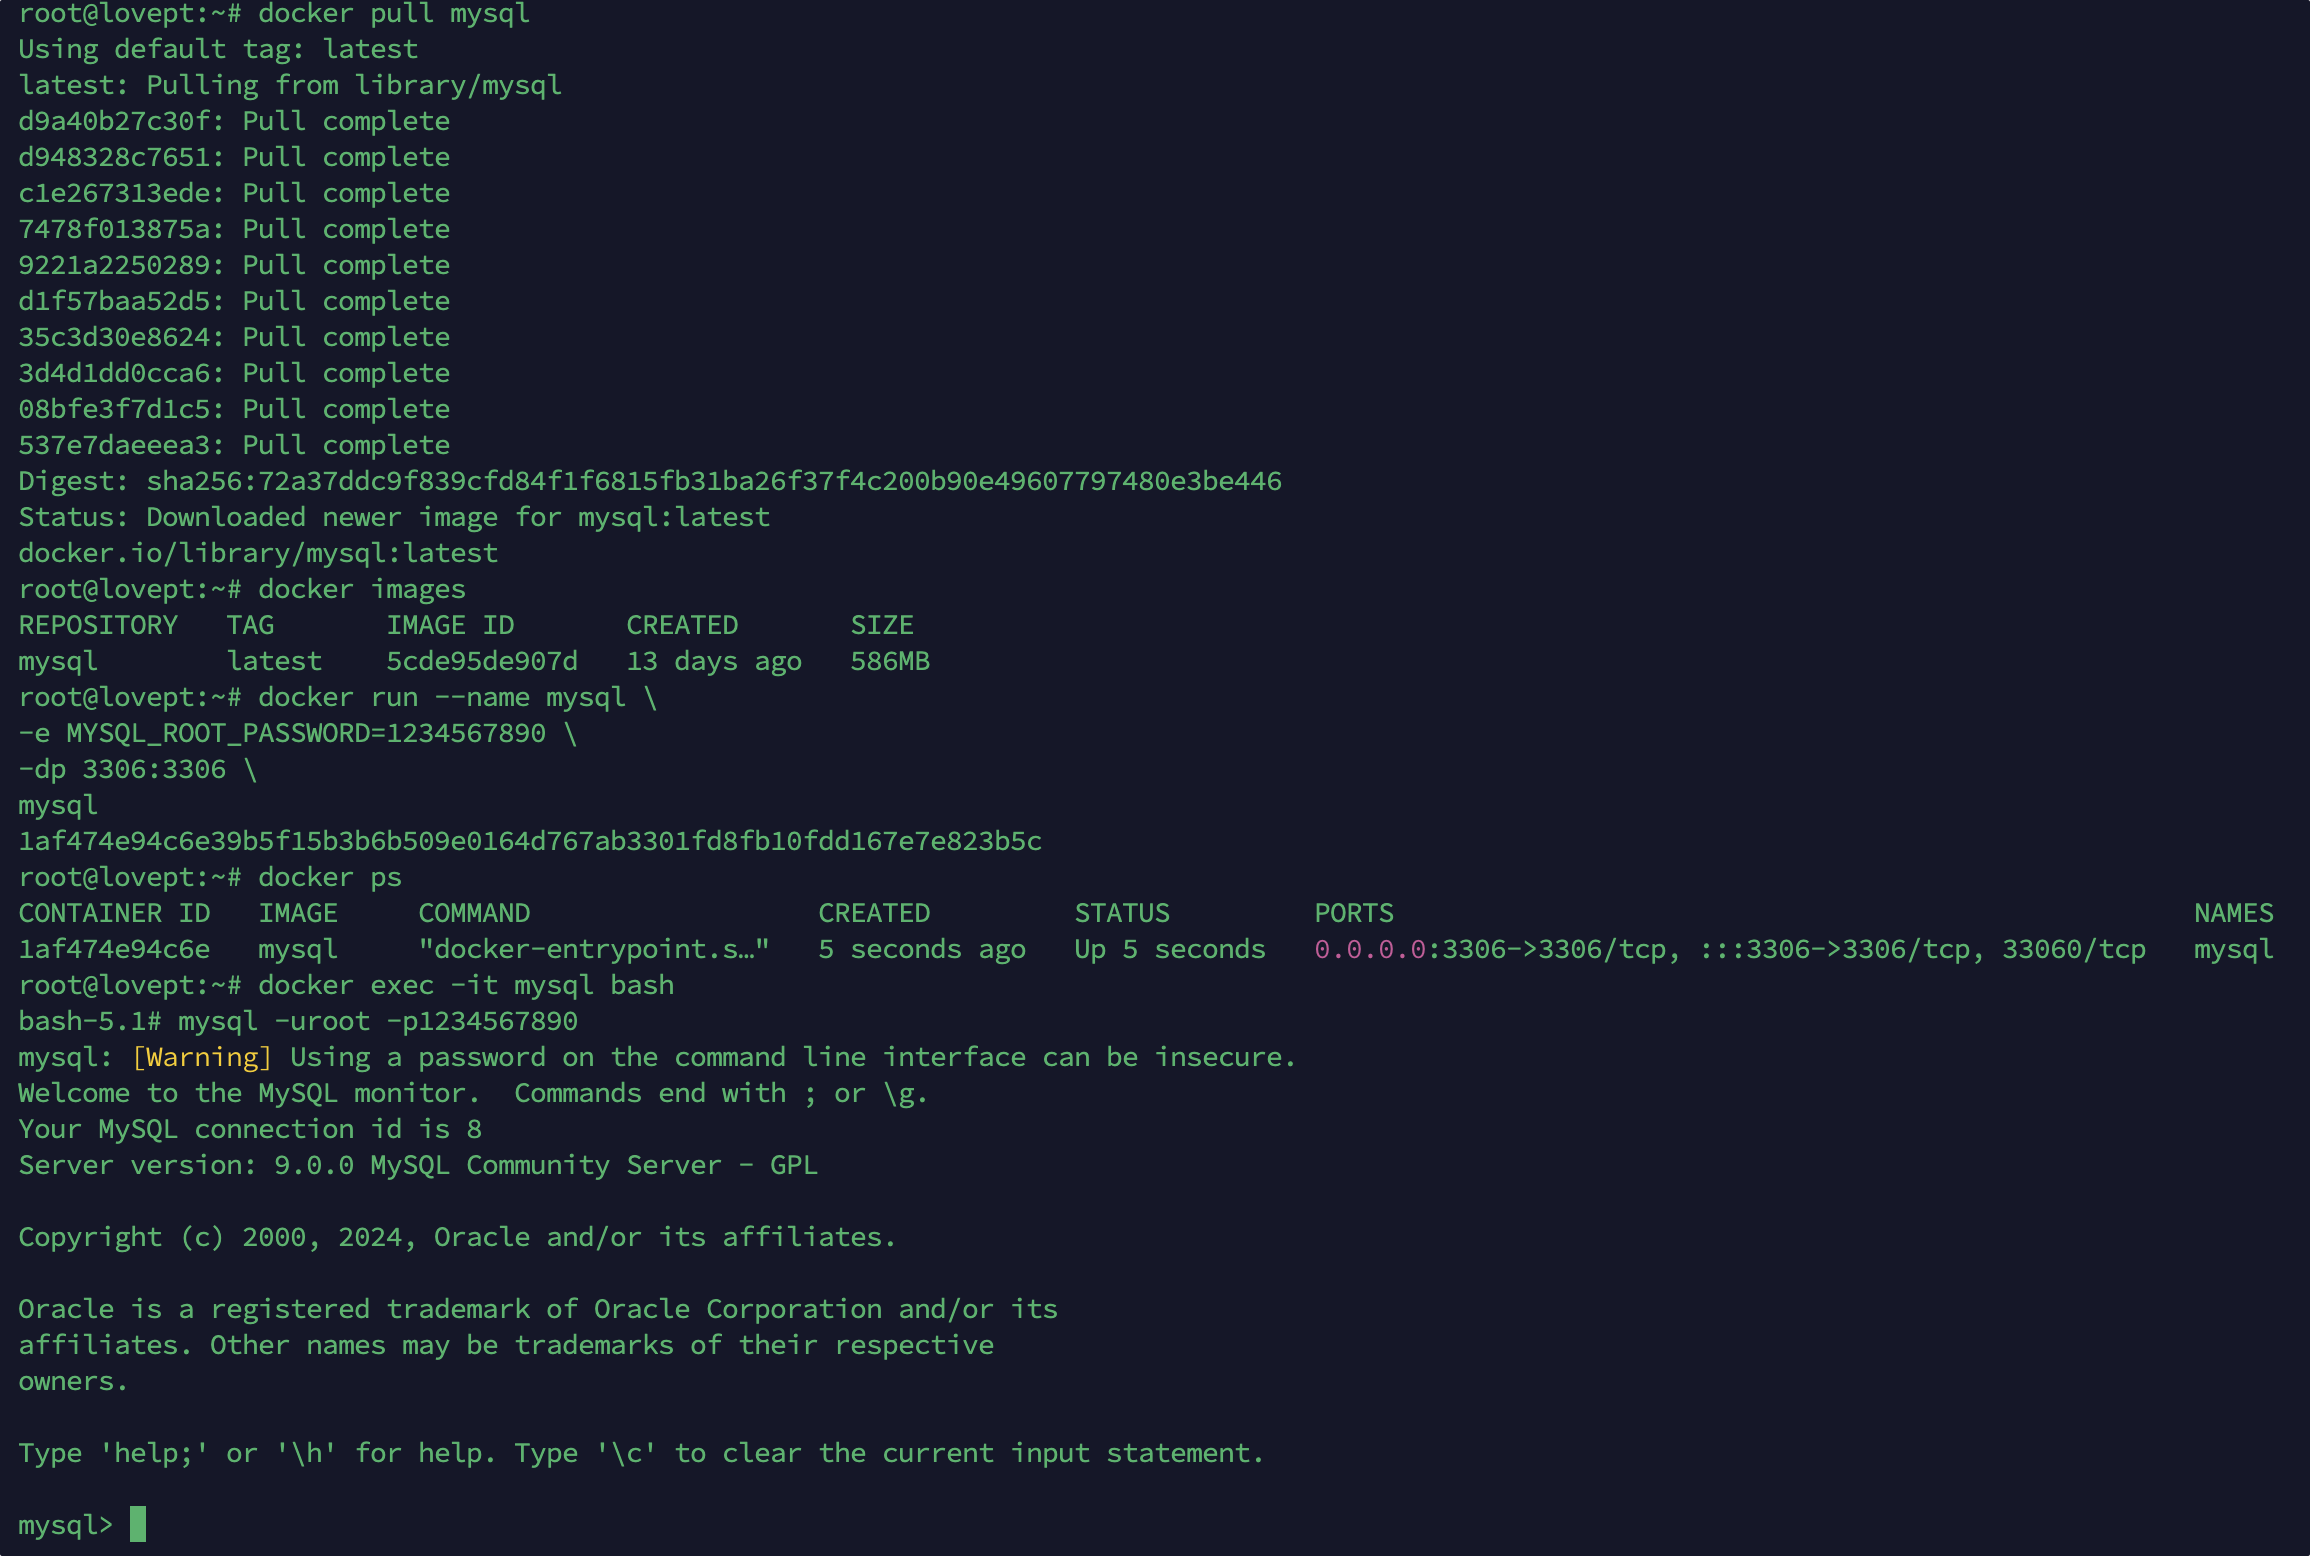 root@lovept:~# docker pull mysql
Using default tag: latest
latest: Pulling from library/mysql
d9a40b27c30f: Pull complete
d948328c7651: Pull complete
c1e267313ede: Pull complete
7478f013875a: Pull complete
9221a2250289: Pull complete
d1f57baa52d5: Pull complete
35c3d30e8624: Pull complete
3d4d1dd0cca6: Pull complete
08bfe3f7d1c5: Pull complete
537e7daeeea3: Pull complete
Digest: sha256:72a37ddc9f839cfd84f1f6815fb31ba26f37f4c200b90e49607797480e3be446
Status: Downloaded newer image for mysql:latest
docker.io/library/mysql:latest
root@lovept:~# docker images
REPOSITORY   TAG       IMAGE ID       CREATED       SIZE
mysql        latest    5cde95de907d   13 days ago   586MB
root@lovept:~# docker run --name mysql \
-e MYSQL_ROOT_PASSWORD=1234567890 \
-dp 3306:3306 \
mysql
1af474e94c6e39b5f15b3b6b509e0164d767ab3301fd8fb10fdd167e7e823b5c
root@lovept:~# docker ps
CONTAINER ID   IMAGE     COMMAND                  CREATED         STATUS         PORTS                                                  NAMES
1af474e94c6e   mysql     "docker-entrypoint.s…"   5 seconds ago   Up 5 seconds   0.0.0.0:3306->3306/tcp, :::3306->3306/tcp, 33060/tcp   mysql
root@lovept:~# docker exec -it mysql bash
bash-5.1# mysql -uroot -p1234567890
mysql: [Warning] Using a password on the command line interface can be insecure.
Welcome to the MySQL monitor.  Commands end with ; or \g.
Your MySQL connection id is 8
Server version: 9.0.0 MySQL Community Server - GPL
Copyright (c) 2000, 2024, Oracle and/or its affiliates.
Oracle is a registered trademark of Oracle Corporation and/or its
affiliates. Other names may be trademarks of their respective
owners.
Type 'help;' or '\h' for help. Type '\c' to clear the current input statement.
mysql>